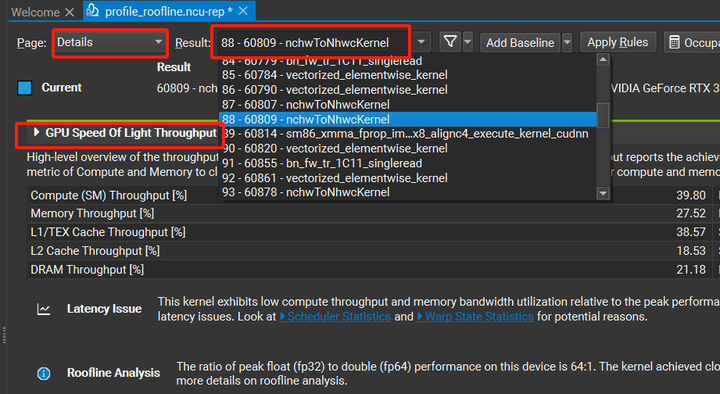 Welcome
profile_roofline.ncu-rep *
Page: Details Result: 88 - 60809 - nchwToNhwcKernel Add Baseline Apply Rules Occupa
Result
Current 60809 - nch VIDIA GeForce RTX 3
84 - 60779 - bn_fw_tr_1C11_singleread
85 - 60784 - vectorized_elementwise_kernel
86 - 60790 - vectorized_elementwise_kernel
87 - 60807 - nchwToNhwcKernel
88 - 60809 - nchwToNhwcKernel
89 - 60814 - sm86_xmma_fprop_im...x8_alignc4_execute_kernel_cudnn
90 - 60820 - vectorized_elementwise_kernel
91 - 60855 - bn_fw_tr_1C11_singleread
92 - 60861 - vectorized_elementwise_kernel
93 - 60878 - nchwToNhwcKernel
GPU Speed Of Light Throughput
High-level overview of the throughput reports the achieve
metric of Compute and Memory to cl compute and memo
Compute (SM) Throughput [%] 39.80
Memory Throughput [%] 27.52
L1/TEX Cache Throughput [%] 38.57
L2 Cache Throughput [%] 18.53
DRAM Throughput [%] 21.18
Latency Issue
This kernel exhibits low compute throughput and memory bandwidth utilization relative to the peak performa
latency issues. Look at Scheduler Statistics and Warp State Statistics for potential reasons.
Roofline Analysis
The ratio of peak float (fp32) to double (fp64) performance on this device is 64:1. The kernel achieved clo
more details on roofline analysis.